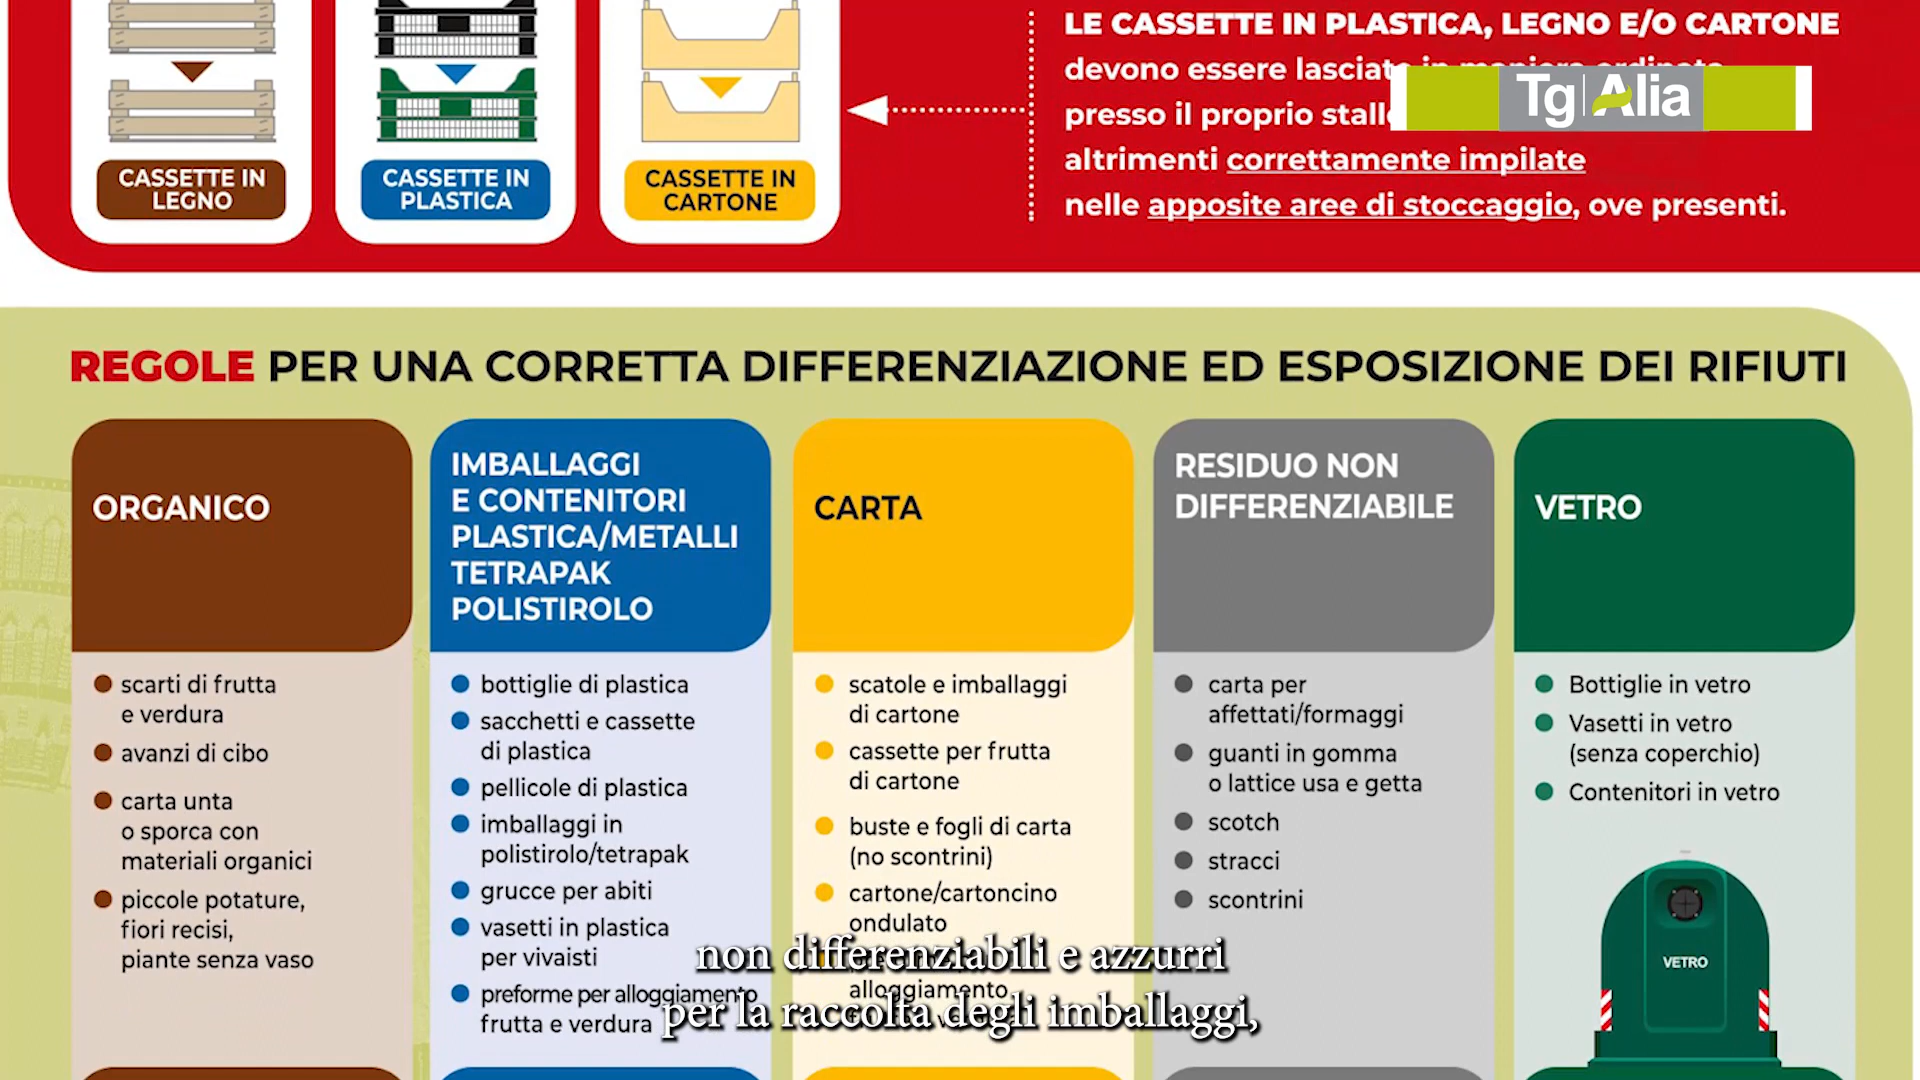 LE CASSETTE IN PLASTICA, LEGNO E/O CARTONE
devono essere lasciate in maniera ordinata
presso il proprio
altrimenti correttamente impilate
nelle apposite aree di stoccaggio, ove presenti.
Tg Alia
CASSETTE IN
LEGNO
CASSETTE IN
PLASTICA
CASSETTE IN
CARTONE
REGOLE PER UNA CORRETTA DIFFERENZIAZIONE ED ESPOSIZIONE DEI RIFIUTI
ORGANICO
scarti di frutta
e verdura
avanzi di cibo
carta unta
o sporca con
materiali organici
piccole potature,
fiori recisi,
piante senza vaso
IMBALLAGGI
E CONTENITORI
PLASTICA/METALLI
TETRAPAK
POLISTIROLO
bottiglie di plastica
sacchetti e cassette
di plastica
pellicole di plastica
imballaggi in
polistirolo/tetrapak
grucce per abiti
vasetti in plastica
per vivaisti
preforme per alloggiamento
frutta e verdura
CARTA
scatole e imballaggi
di cartone
cassette per frutta
di cartone
buste e fogli di carta
(no scontrini)
cartone/cartoncino
ondulato
alloggiamento
RESIDUO NON
DIFFERENZIABILE
carta per
affettati/formaggi
guanti in gomma
o lattice usa e getta
scotch
stracci
scontrini
VETRO
Bottiglie in vetro
Vasetti in vetro
(senza coperchio)
Contenitori in vetro
VETRO
non differenziabili e azzurri
per la raccolta degli imballaggi,